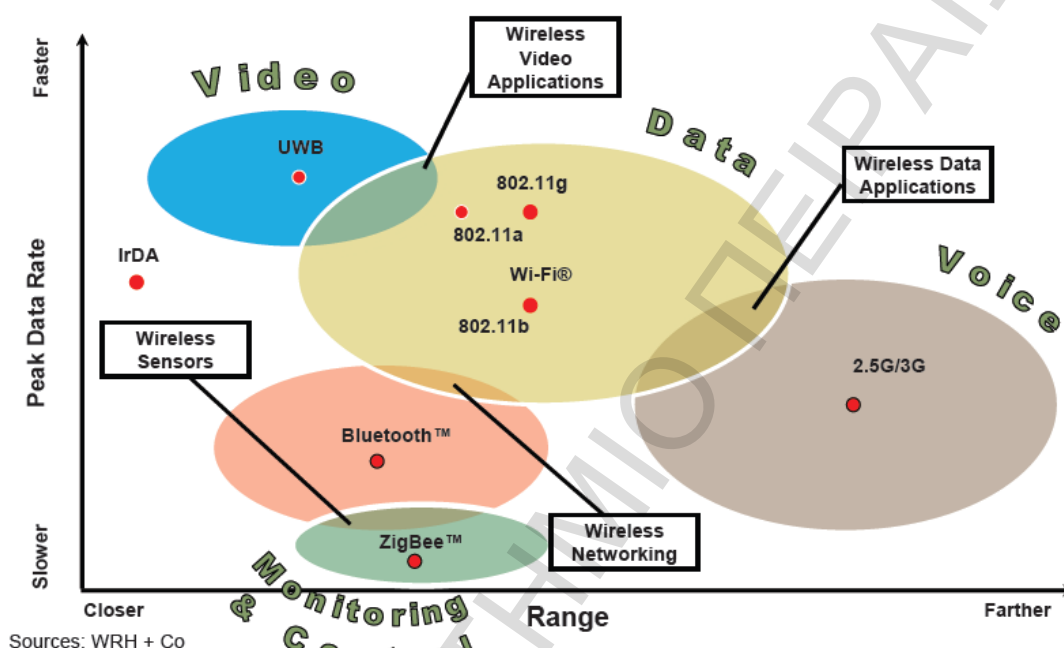 Wireless
Video
Applications
Video
Data
Faster
UWB
802.11g
802.11a
Wireless Data
Applications
IrDA
Wi-Fi®
Voice
802.11b
Peak Data Rate
Wireless
Sensors
2.5G/3G
Bluetooth™
ZigBee™
Wireless
Networking
Slower
Monitoring
&
Closer
Range
Farther
Sources: WRH + Co